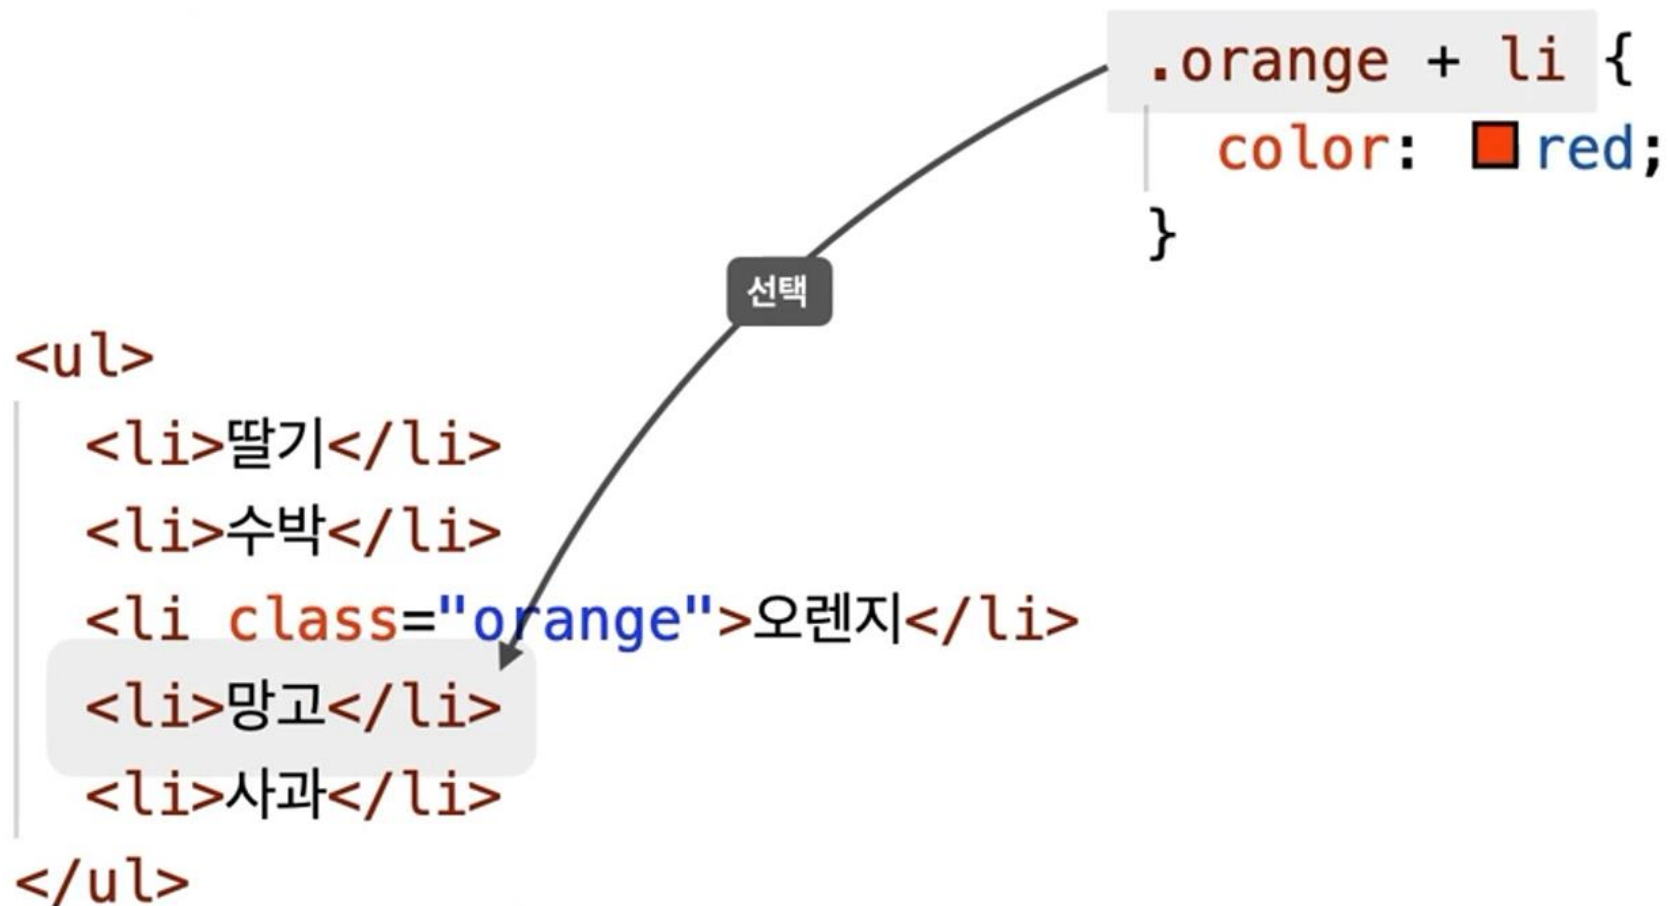 .orange + li {
color: red;
}
선택
<ul>
<li>딸기</li>
<li>수박</li>
<li class="orange">오렌지</li>
<li>망고</li>
<li>사과</li>
</ul>